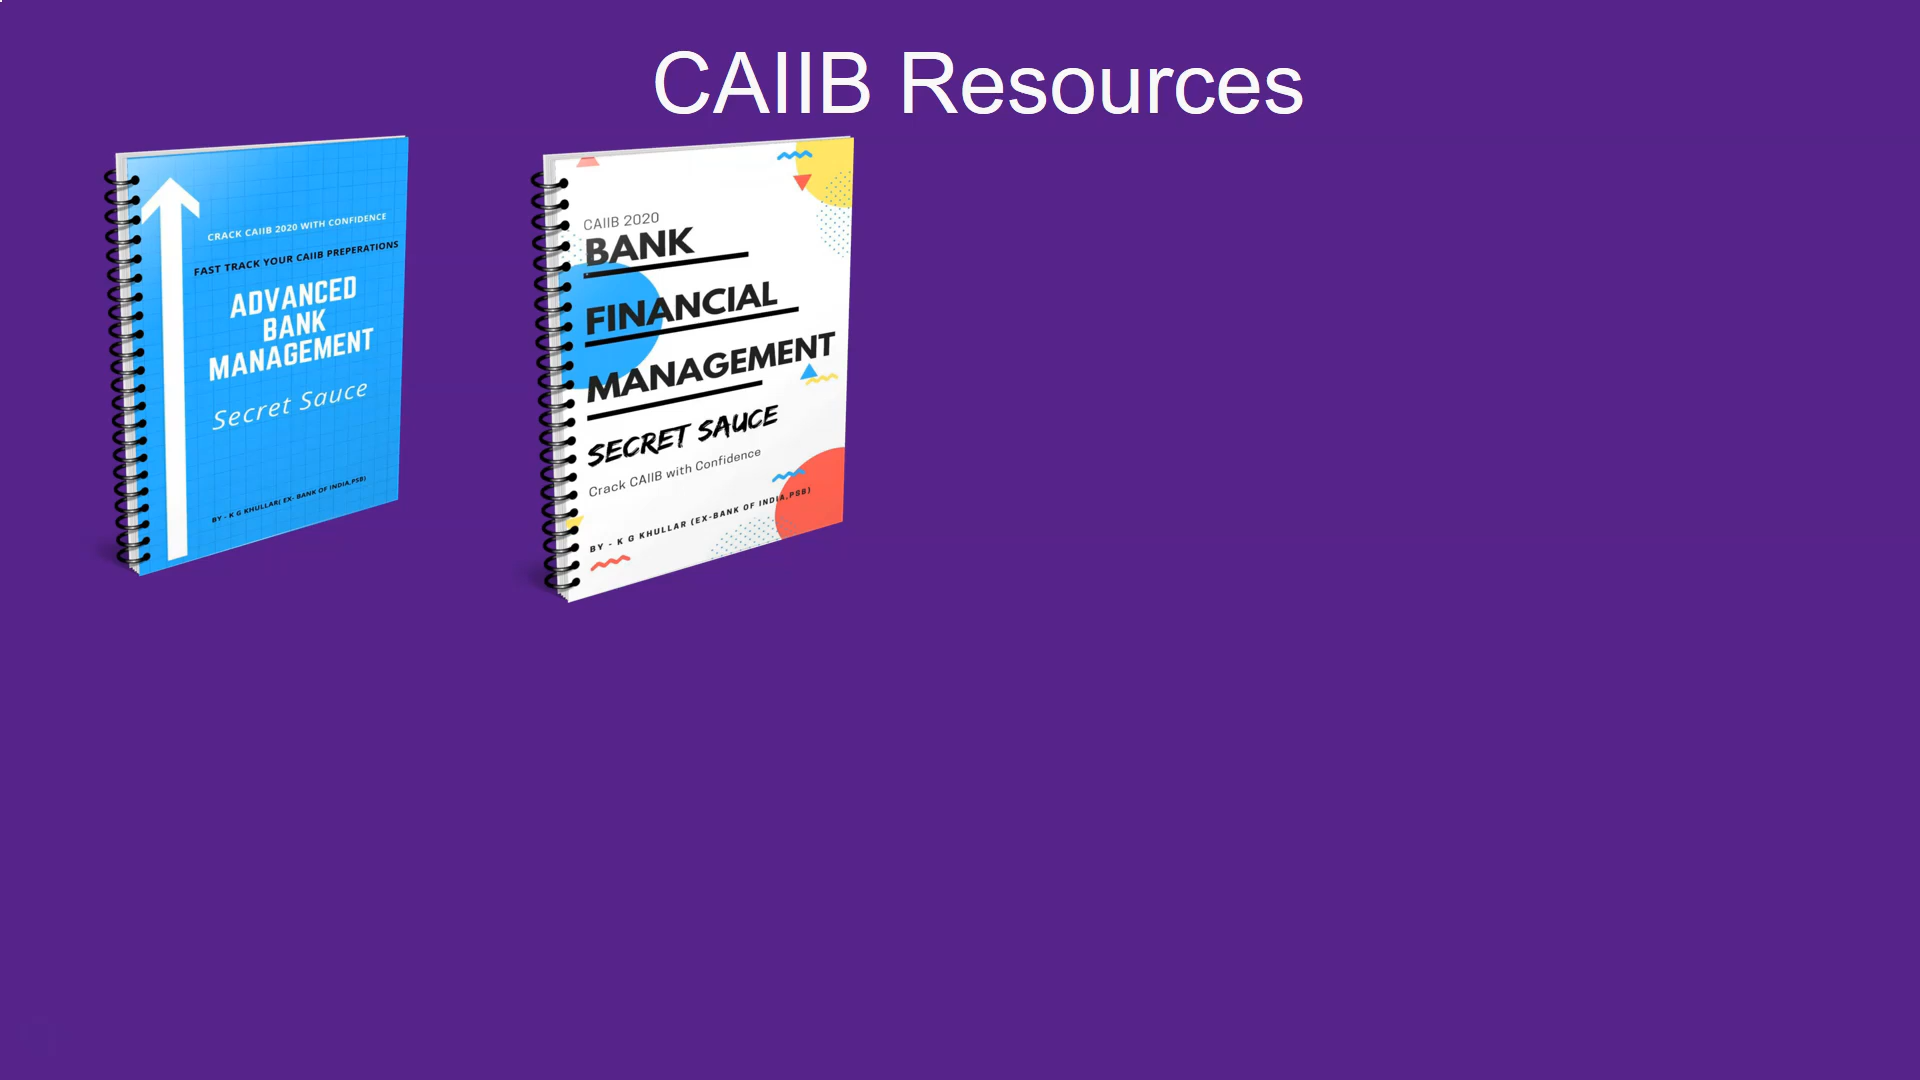 CAIIB Resources
CRACK CAIIB 2020 WITH CONFIDENCE
FAST TRACK YOUR CAIIB PREPERATIONS
ADVANCED
BANK
MANAGEMENT
Secret Sauce
BY - K G KHULLAR( EX- BANK OF INDIA,PSB)
CAIIB 2020
BANK
FINANCIAL
MANAGEMENT
SECRET SAUCE
Crack CAIIB with Confidence
BY - K G KHULLAR (EX-BANK OF INDIA,PSB)